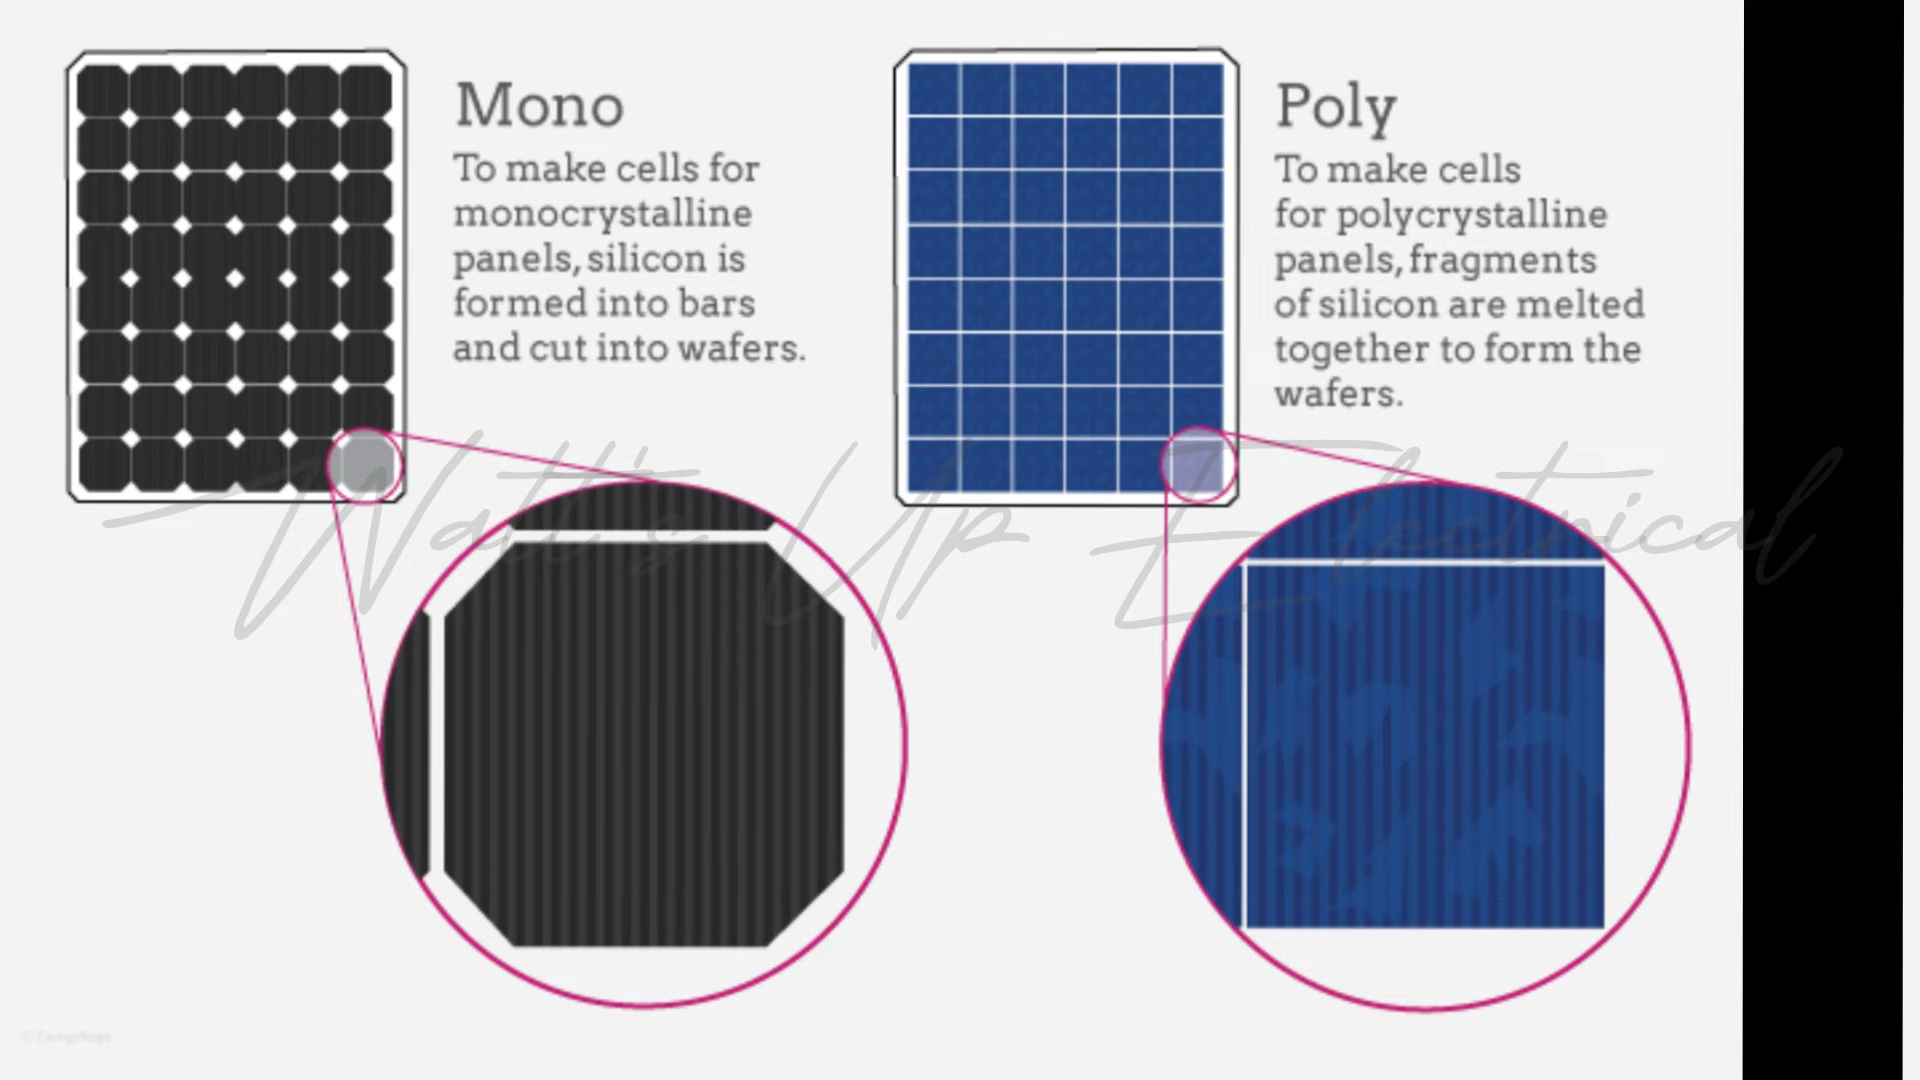 Mono
To make cells for
monocrystalline
panels, silicon is
formed into bars
and cut into wafers.
Poly
To make cells
for polycrystalline
panels, fragments
of silicon are melted
together to form the
wafers.
Watt's Up Electrical
© EnergySage